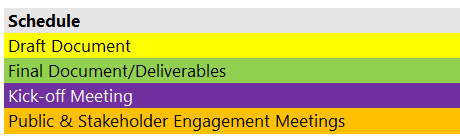 Schedule
Draft Document
Final Document/Deliverables
Kick-off Meeting
Public & Stakeholder Engagement Meetings